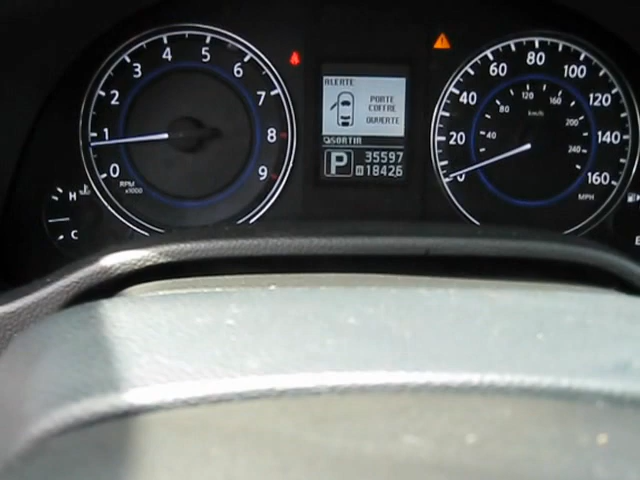 0 1 2 3 4 5 6 7 8 9
RPM
x1000
H
C
ALERTE
PORTE
COFFRE
OUVERTE
SORTIR
P 35597
18426
0 20 40 60 80 100 120 140 160
40 80 120 160 200 240
km/h
MPH
E